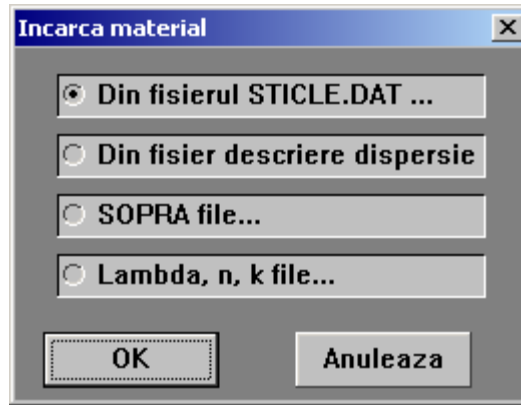 Incarca material
Din fisierul STICLE.DAT ...
Din fisier descriere dispersie
SOPRA file...
Lambda, n, k file...
OK
Anuleaza